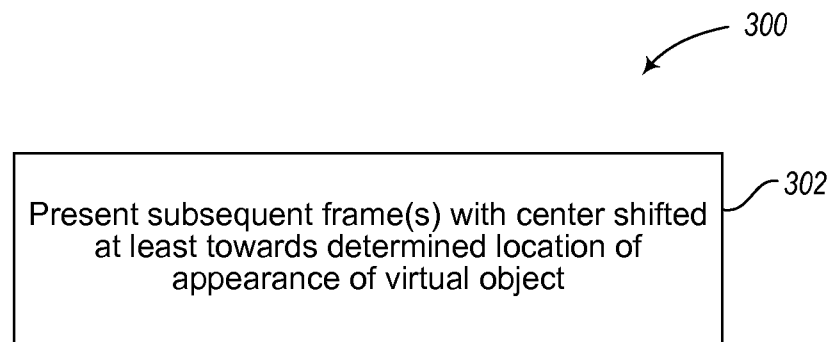 300
302
Present subsequent frame(s) with center shifted
at least towards determined location of
appearance of virtual object